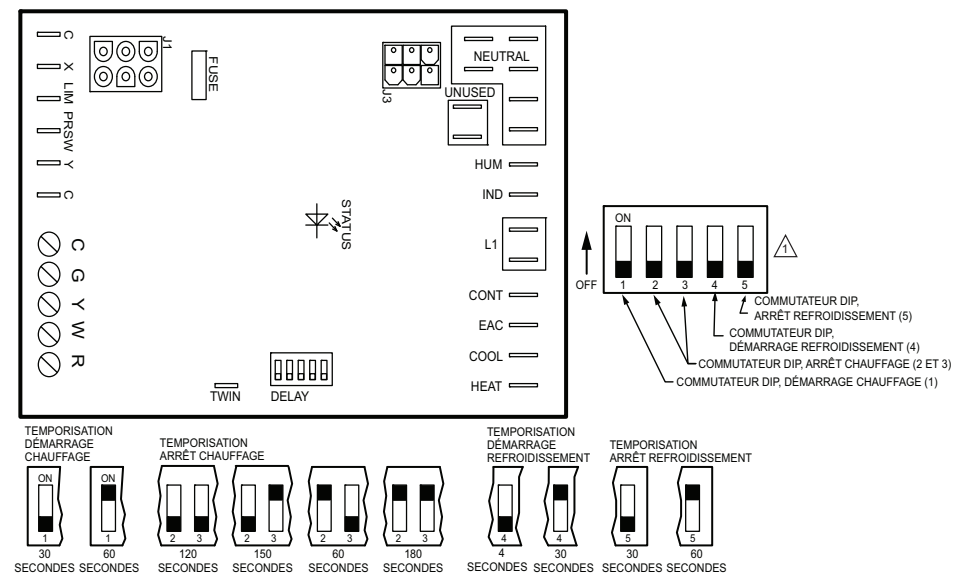 C
X
LIM
PRSW
Y
C
J1
FUSE
J3
NEUTRAL
UNUSED
HUM
IND
L1
CONT
EAC
COOL
HEAT
STATUS
C
G
Y
W
R
TWIN
DELAY
ON
OFF
1 2 3 4 5
1
COMMUTATEUR DIP,
ARRÊT REFROIDISSEMENT (5)
COMMUTATEUR DIP,
DÉMARRAGE REFROIDISSEMENT (4)
COMMUTATEUR DIP, ARRÊT CHAUFFAGE (2 ET 3)
COMMUTATEUR DIP, DÉMARRAGE CHAUFFAGE (1)
TEMPORISATION
DÉMARRAGE
CHAUFFAGE
ON
1
30
SECONDES
ON
1
60
SECONDES
TEMPORISATION
ARRÊT CHAUFFAGE
2 3
120
SECONDES
2 3
150
SECONDES
2 3
60
SECONDES
2 3
180
SECONDES
TEMPORISATION
DÉMARRAGE
REFROIDISSEMENT
4
4
SECONDES
4
30
SECONDES
TEMPORISATION
ARRÊT REFROIDISSEMENT
5
30
SECONDES
5
60
SECONDES